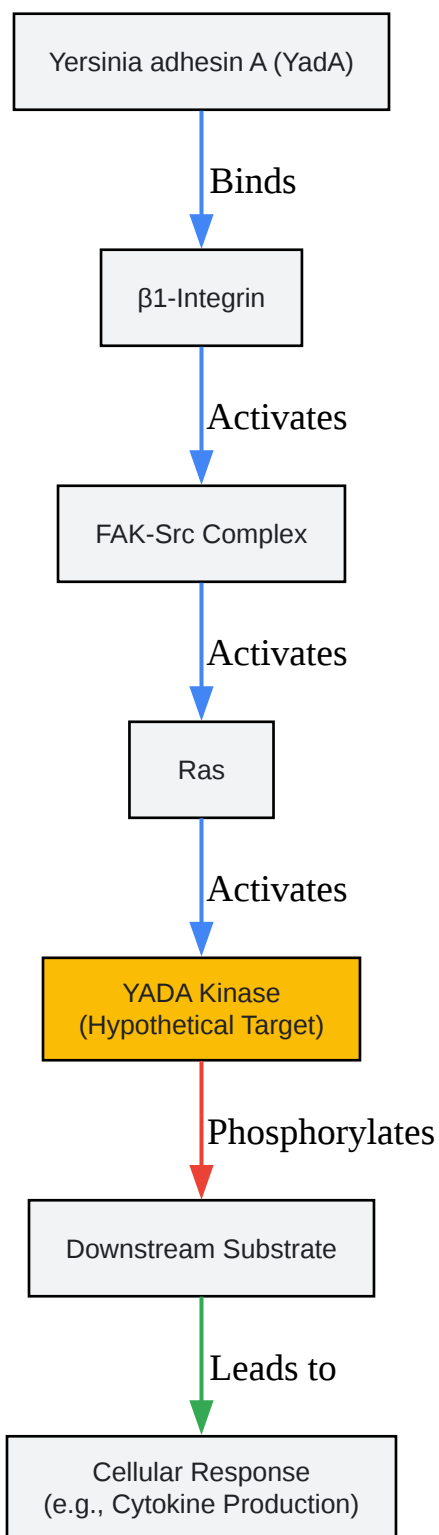 Yersinia adhesin A (YadA)
Binds
β1-Integrin
Activates
FAK-Src Complex
Activates
Ras
Activates
YADA Kinase
(Hypothetical Target)
Phosphorylates
Downstream Substrate
Leads to
Cellular Response
(e.g., Cytokine Production)